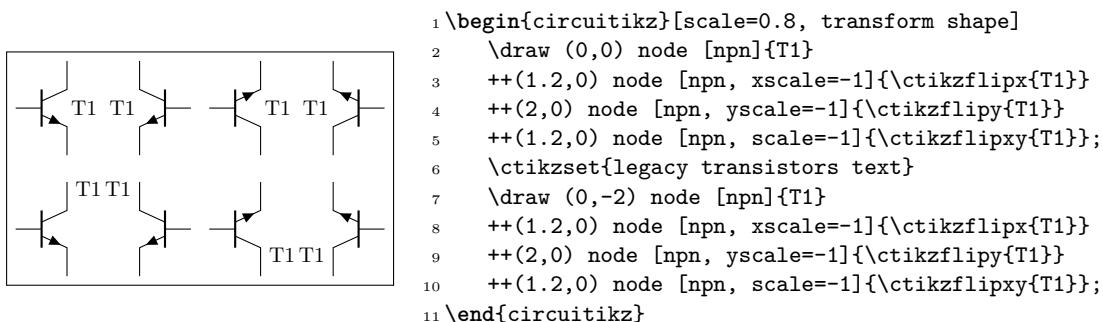 T1 T1 T1 T1
T1 T1
T1 T1
1 \begin{circuitikz}[scale=0.8, transform shape]
2 \draw (0,0) node [npn]{T1}
3 ++(1.2,0) node [npn, xscale=-1]{\ctikzflipx{T1}}
4 ++(2,0) node [npn, yscale=-1]{\ctikzflipy{T1}}
5 ++(1.2,0) node [npn, scale=-1]{\ctikzflipxy{T1}};
6 \ctikzset{legacy transistors text}
7 \draw (0,-2) node [npn]{T1}
8 ++(1.2,0) node [npn, xscale=-1]{\ctikzflipx{T1}}
9 ++(2,0) node [npn, yscale=-1]{\ctikzflipy{T1}}
10 ++(1.2,0) node [npn, scale=-1]{\ctikzflipxy{T1}};
11 \end{circuitikz}